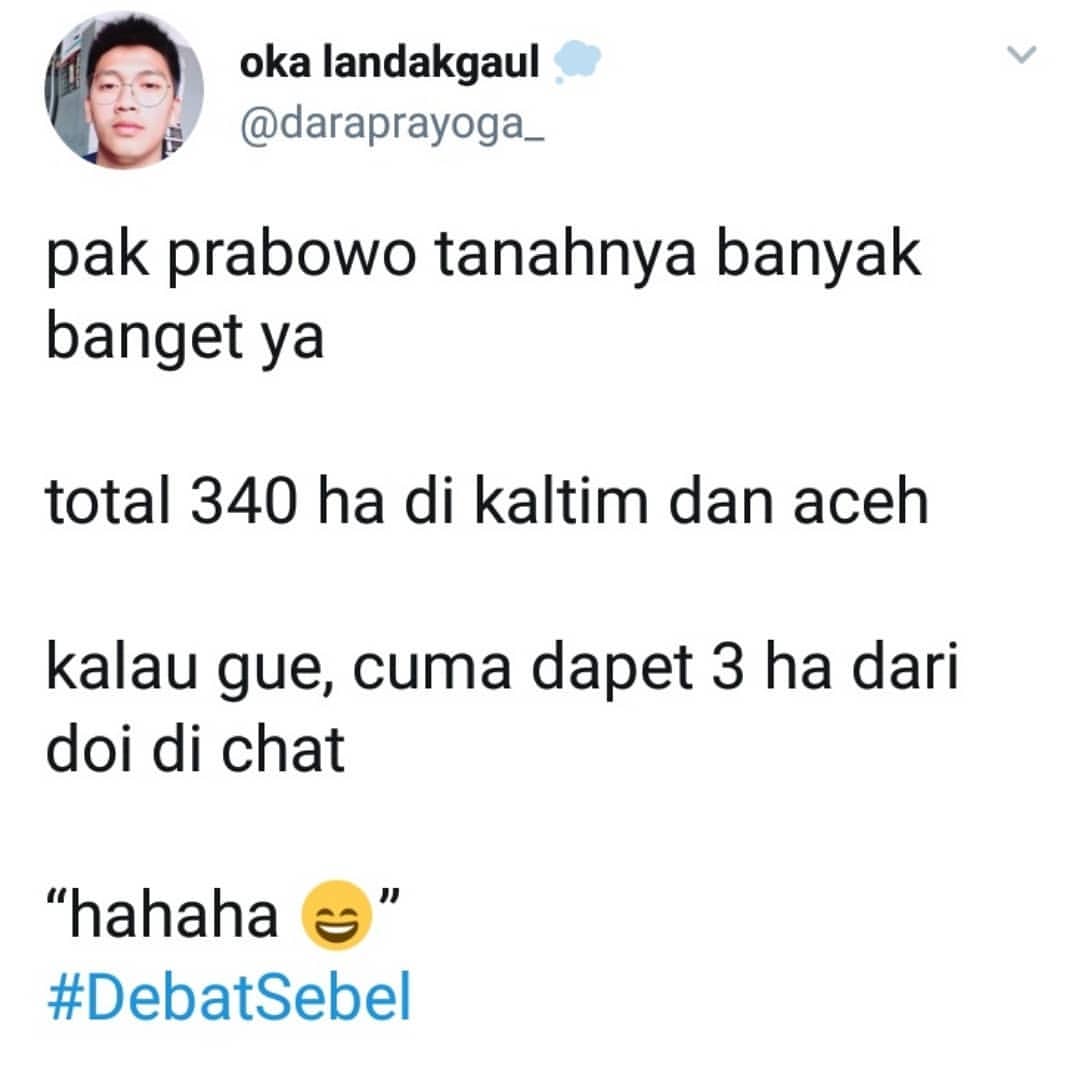 oka landakgaul
@daraprayoga_
pak prabowo tanahnya banyak
banget ya
total 340 ha di kaltim dan aceh
kalau gue, cuma dapet 3 ha dari
doi di chat
“hahaha 😄”
#DebatSebel